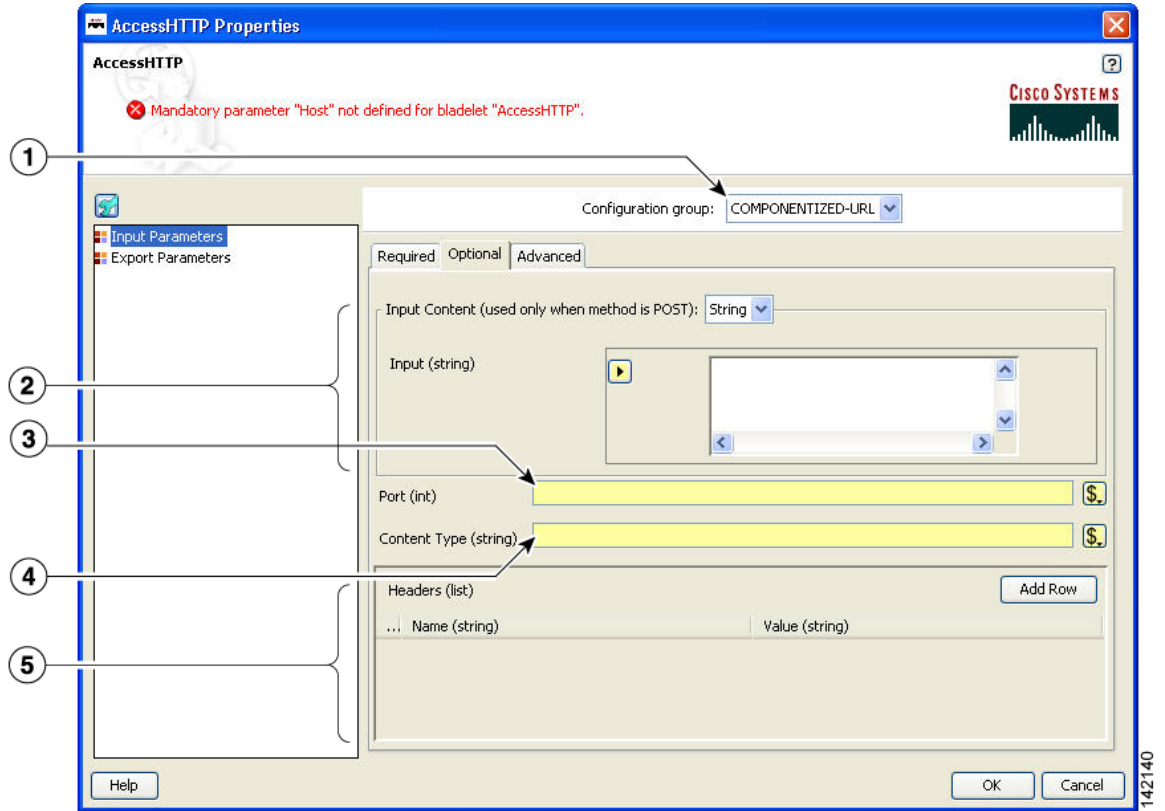 AccessHTTP Properties
AccessHTTP
Mandatory parameter "Host" not defined for bladelet "AccessHTTP".
CISCO SYSTEMS
1
Configuration group: COMPONENTIZED-URL
Input Parameters
Export Parameters
Required Optional Advanced
Input Content (used only when method is POST): String
Input (string)
2
3
Port (int)
$
Content Type (string)
$
4
Headers (list) Add Row
... Name (string) Value (string)
5
Help OK Cancel
142140